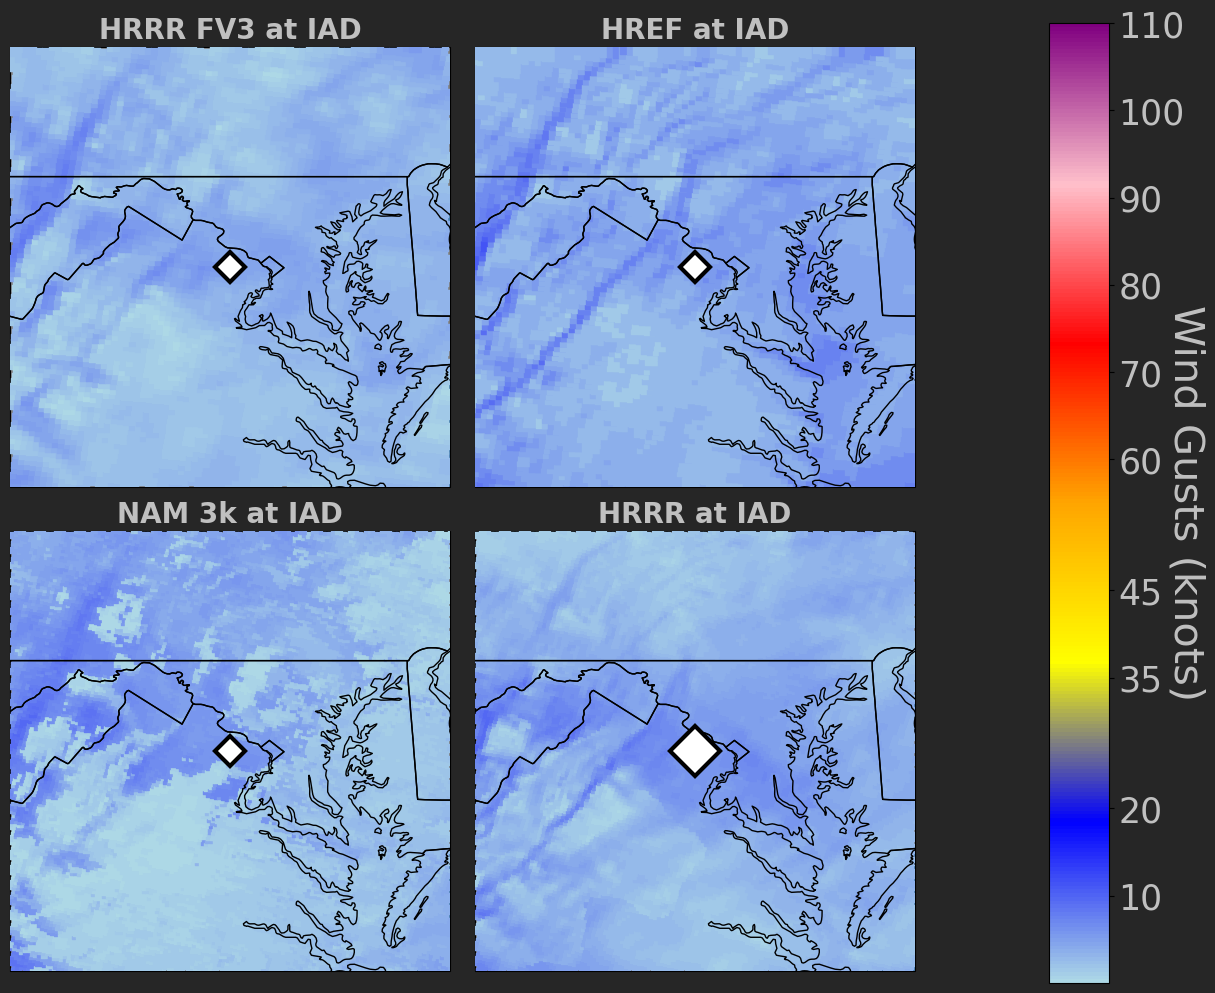 HRRR FV3 at IAD
HREF at IAD
NAM 3k at IAD
HRRR at IAD
110
100
90
80
70
60
45
35
20
10
Wind Gusts (knots)